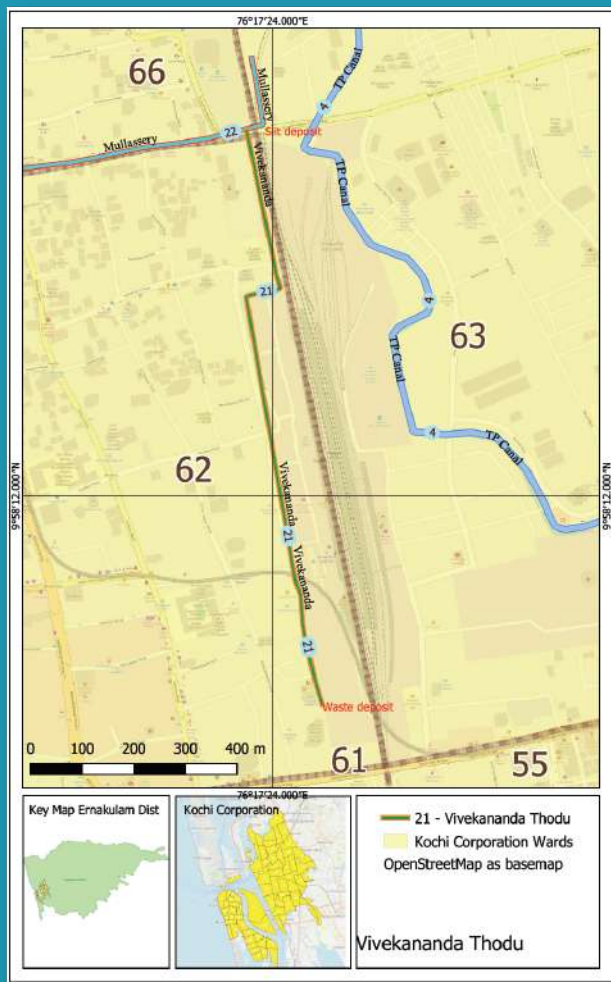 76°17'24.000"E
66
Mullassery
4
TP Canal
22
Silt deposit
Mullassery
Vivekananda
TP Canal
21
4
63
TP Canal
4
TP Canal
62
9°58'12.000"N
9°58'12.000"N
Vivekananda
21
Vivekananda
21
Waste deposit
0 100 200 300 400 m
61
55
76°17'24.000"E
Key Map Ernakulam Dist
Kochi Corporation
21 - Vivekananda Thodu
Kochi Corporation Wards
OpenStreetMap as basemap
Vivekananda Thodu